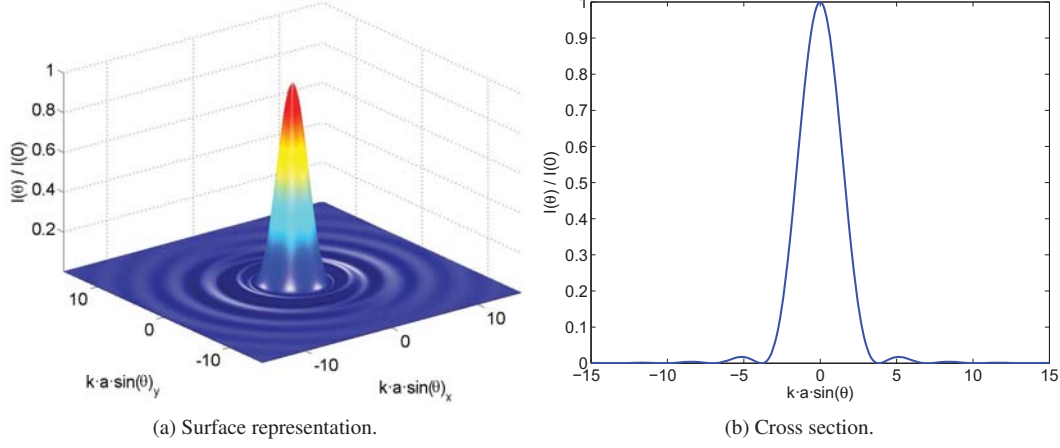 1
0.8
0.6
0.4
0.2
I(θ) / I(0)
10
0
-10
k·a·sin(θ)y
-10
0
10
k·a·sin(θ)x
(a) Surface representation.
1
0.9
0.8
0.7
0.6
0.5
0.4
0.3
0.2
0.1
0
I(θ) / I(0)
−15 −10 −5 0 5 10 15
k·a·sin(θ)
(b) Cross section.